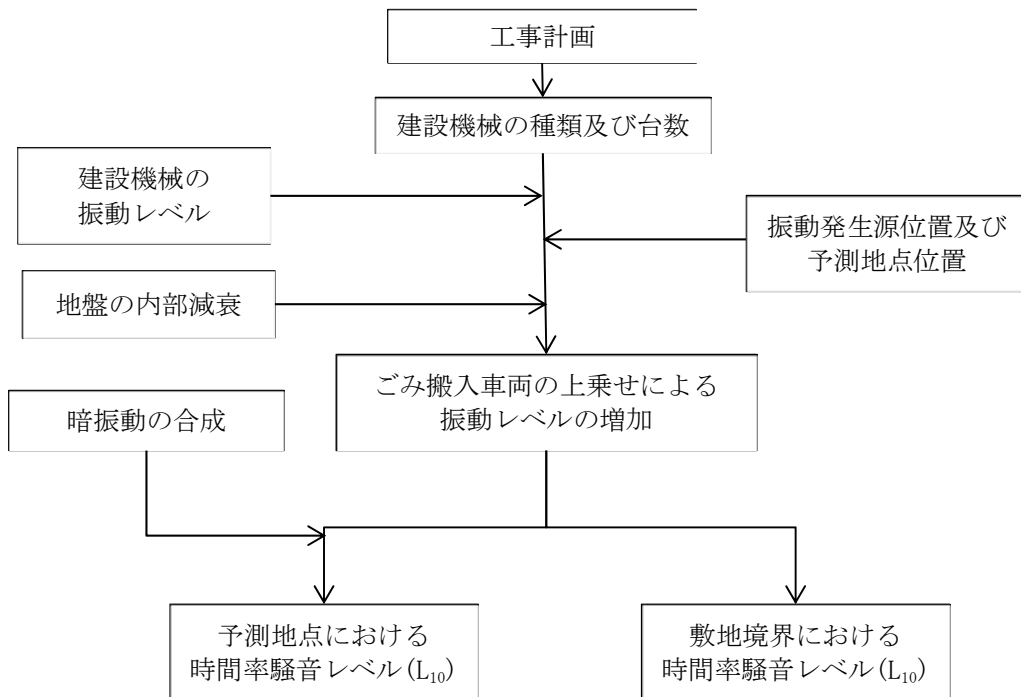 工事計画
建設機械の種類及び台数
建設機械の
振動レベル
振動発生源位置及び
予測地点位置
地盤の内部減衰
ごみ搬入車両の上乗せによる
振動レベルの増加
暗振動の合成
予測地点における
時間率騒音レベル(L₁₀)
敷地境界における
時間率騒音レベル(L₁₀)